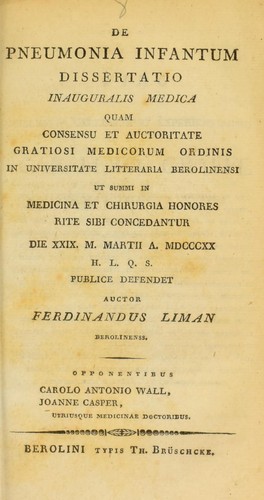 8
DE
PNEUMONIA INFANTUM
DISSERTATIO
INAUGURALIS MEDICA
QUAM
CONSENSU ET AUCTORITATE
GRATIOSI MEDICORUM ORDINIS
IN UNIVERSITATE LITTERARIA BEROLINENSI
UT SUMMI IN
MEDICINA ET CHIRURGIA HONORES
RITE SIBI CONCEDANTUR
DIE XXIX. M. MARTII A. MDCCCXX
H. L. Q. S.
PUBLICE DEFENDET
AUCTOR
FERDINANDUS LIMAN
BEROLINENIS.
OPPONENTIBUS
CAROLO ANTONIO WALL,
JOANNE CASPER,
UTRIUSQUE MEDICINAE DOCTORIBUS.
BEROLINI TYPIS TH. BRÜSCHCKE.